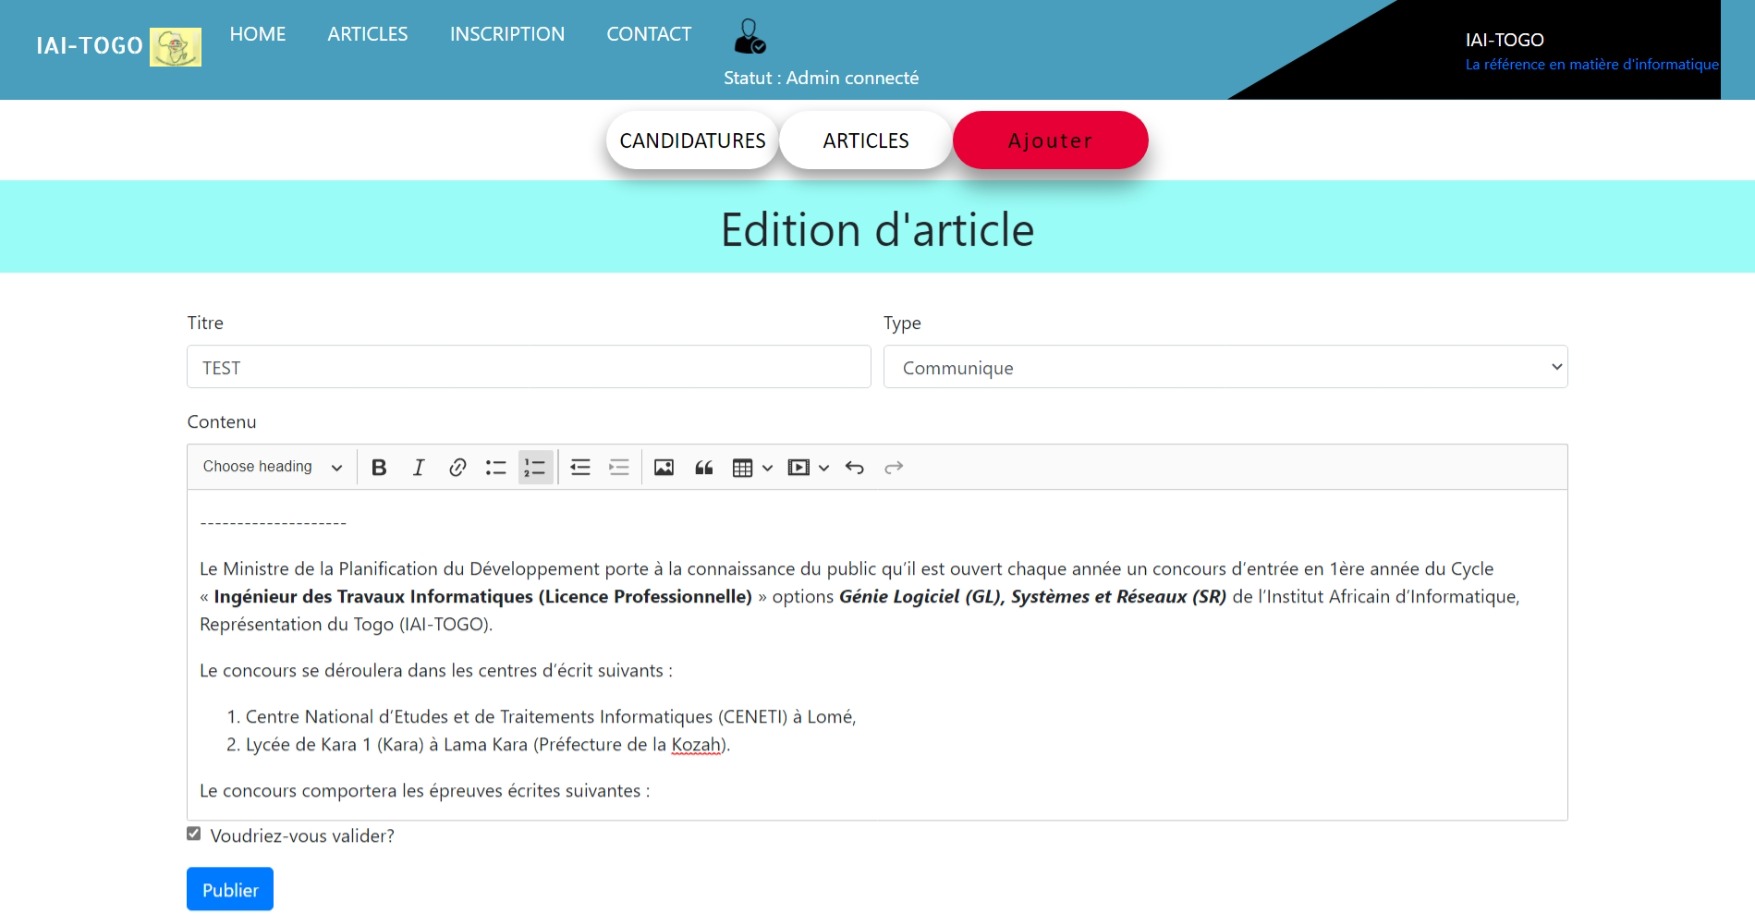 IAI-TOGO
HOME
ARTICLES
INSCRIPTION
CONTACT
Statut : Admin connecté
IAI-TOGO
La référence en matière d'informatique
CANDIDATURES
ARTICLES
Ajouter
Edition d'article
Titre
Type
TEST
Communique
Contenu
Choose heading
--------------------
Le Ministre de la Planification du Développement porte à la connaissance du public qu’il est ouvert chaque année un concours d’entrée en 1ère année du Cycle
« Ingénieur des Travaux Informatiques (Licence Professionnelle) » options Génie Logiciel (GL), Systèmes et Réseaux (SR) de l’Institut Africain d’Informatique,
Représentation du Togo (IAI-TOGO).
Le concours se déroulera dans les centres d’écrit suivants :
1. Centre National d’Etudes et de Traitements Informatiques (CENETI) à Lomé,
2. Lycée de Kara 1 (Kara) à Lama Kara (Préfecture de la Kozah).
Le concours comportera les épreuves écrites suivantes :
Voudriez-vous valider?
Publier